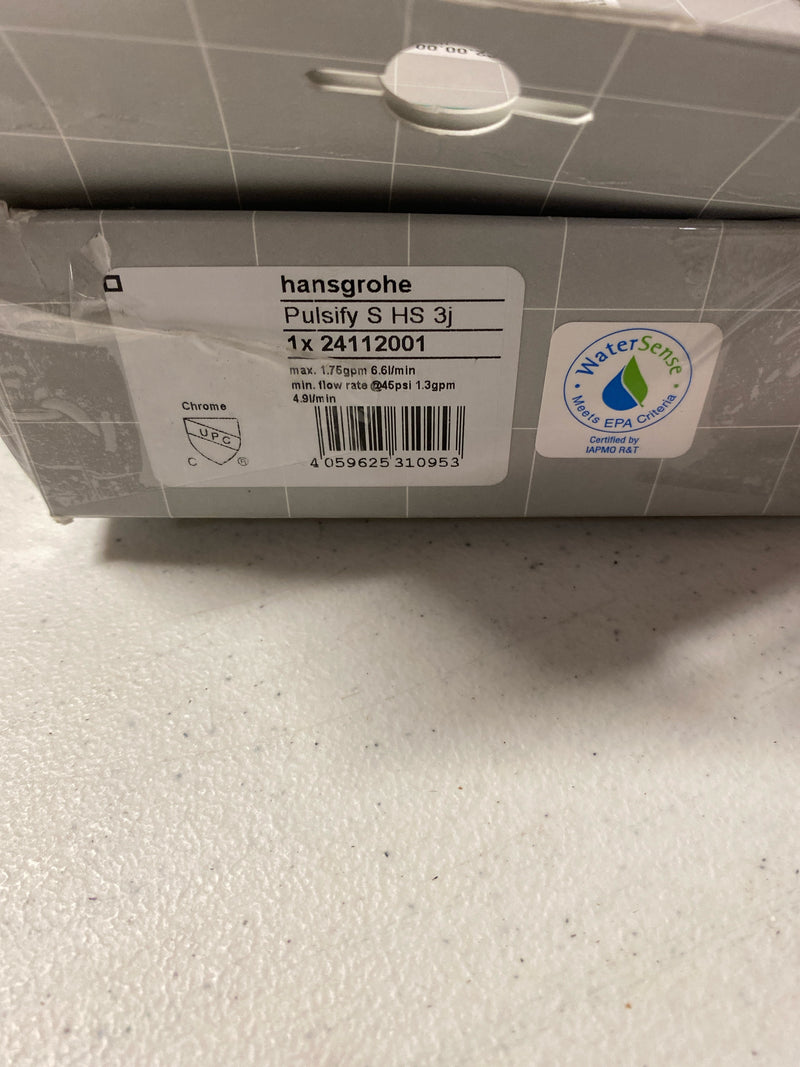 hansgrohe
Pulsify S HS 3j
1x 24112001
max. 1.75gpm 6.6l/min
min. flow rate @45psi 1.3gpm
4.9l/min
Chrome
UPC
C ®
4 059625 310953
WaterSense
Meets EPA Criteria
Certified by
IAPMO R&T